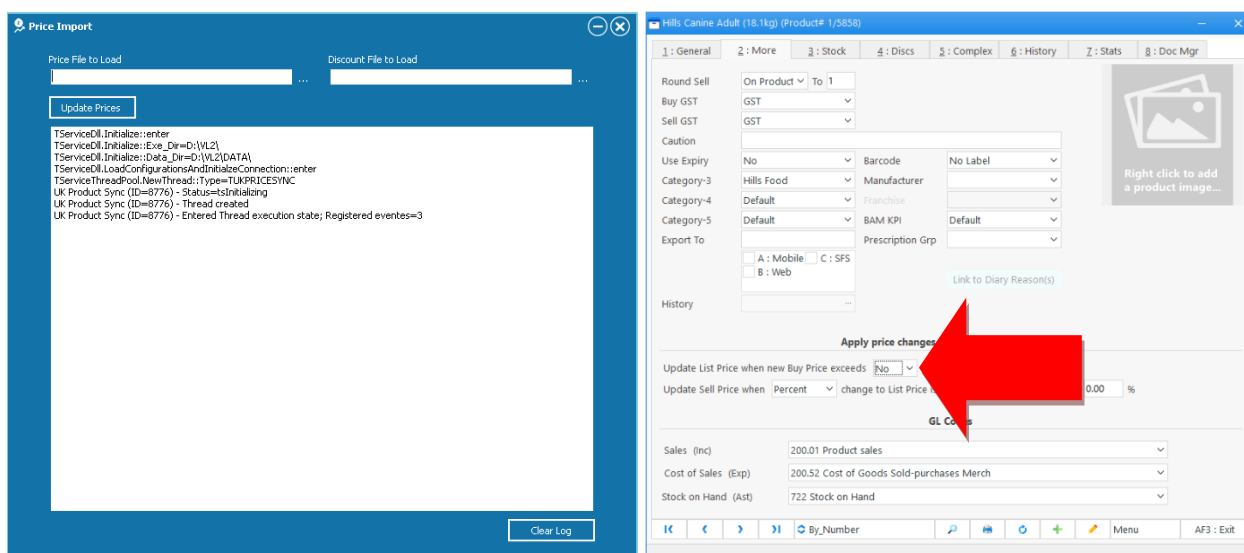 Price Import
Price File to Load
Discount File to Load
...
...
Update Prices
TServiceDll.Initialize::enter
TServiceDll.Initialize::Exe_Dir=D:\VL2\
TServiceDll.Initialize::Data_Dir=D:\VL2\DATA\
TServiceDll.LoadConfigurationsAndInitialzeConnection::enter
TServiceThreadPool.NewThread::Type=TUKPRICESYNC
UK Product Sync (ID=8776) - Status=tsInitializing
UK Product Sync (ID=8776) - Thread created
UK Product Sync (ID=8776) - Entered Thread execution state; Registered eventes=3
Clear Log
Hills Canine Adult (18.1kg) (Product# 1/5858)
1 : General 2 : More 3 : Stock 4 : Discs 5 : Complex 6 : History 7 : Stats 8 : Doc Mgr
Round Sell On Product To 1
Buy GST GST
Sell GST GST
Caution
Use Expiry No Barcode No Label
Category-3 Hills Food Manufacturer
Category-4 Default Franchise
Category-5 Default BAM KPI Default
Export To Prescription Grp
A : Mobile C : SFS
B : Web
Link to Diary Reason(s)
History ...
Right click to add
a product image...
Apply price changes
Update List Price when new Buy Price exceeds No
Update Sell Price when Percent change to List Price 0.00 %
GL
Sales (Inc) 200.01 Product sales
Cost of Sales (Exp) 200.52 Cost of Goods Sold-purchases Merch
Stock on Hand (Ast) 722 Stock on Hand
By_Number Menu AF3 : Exit